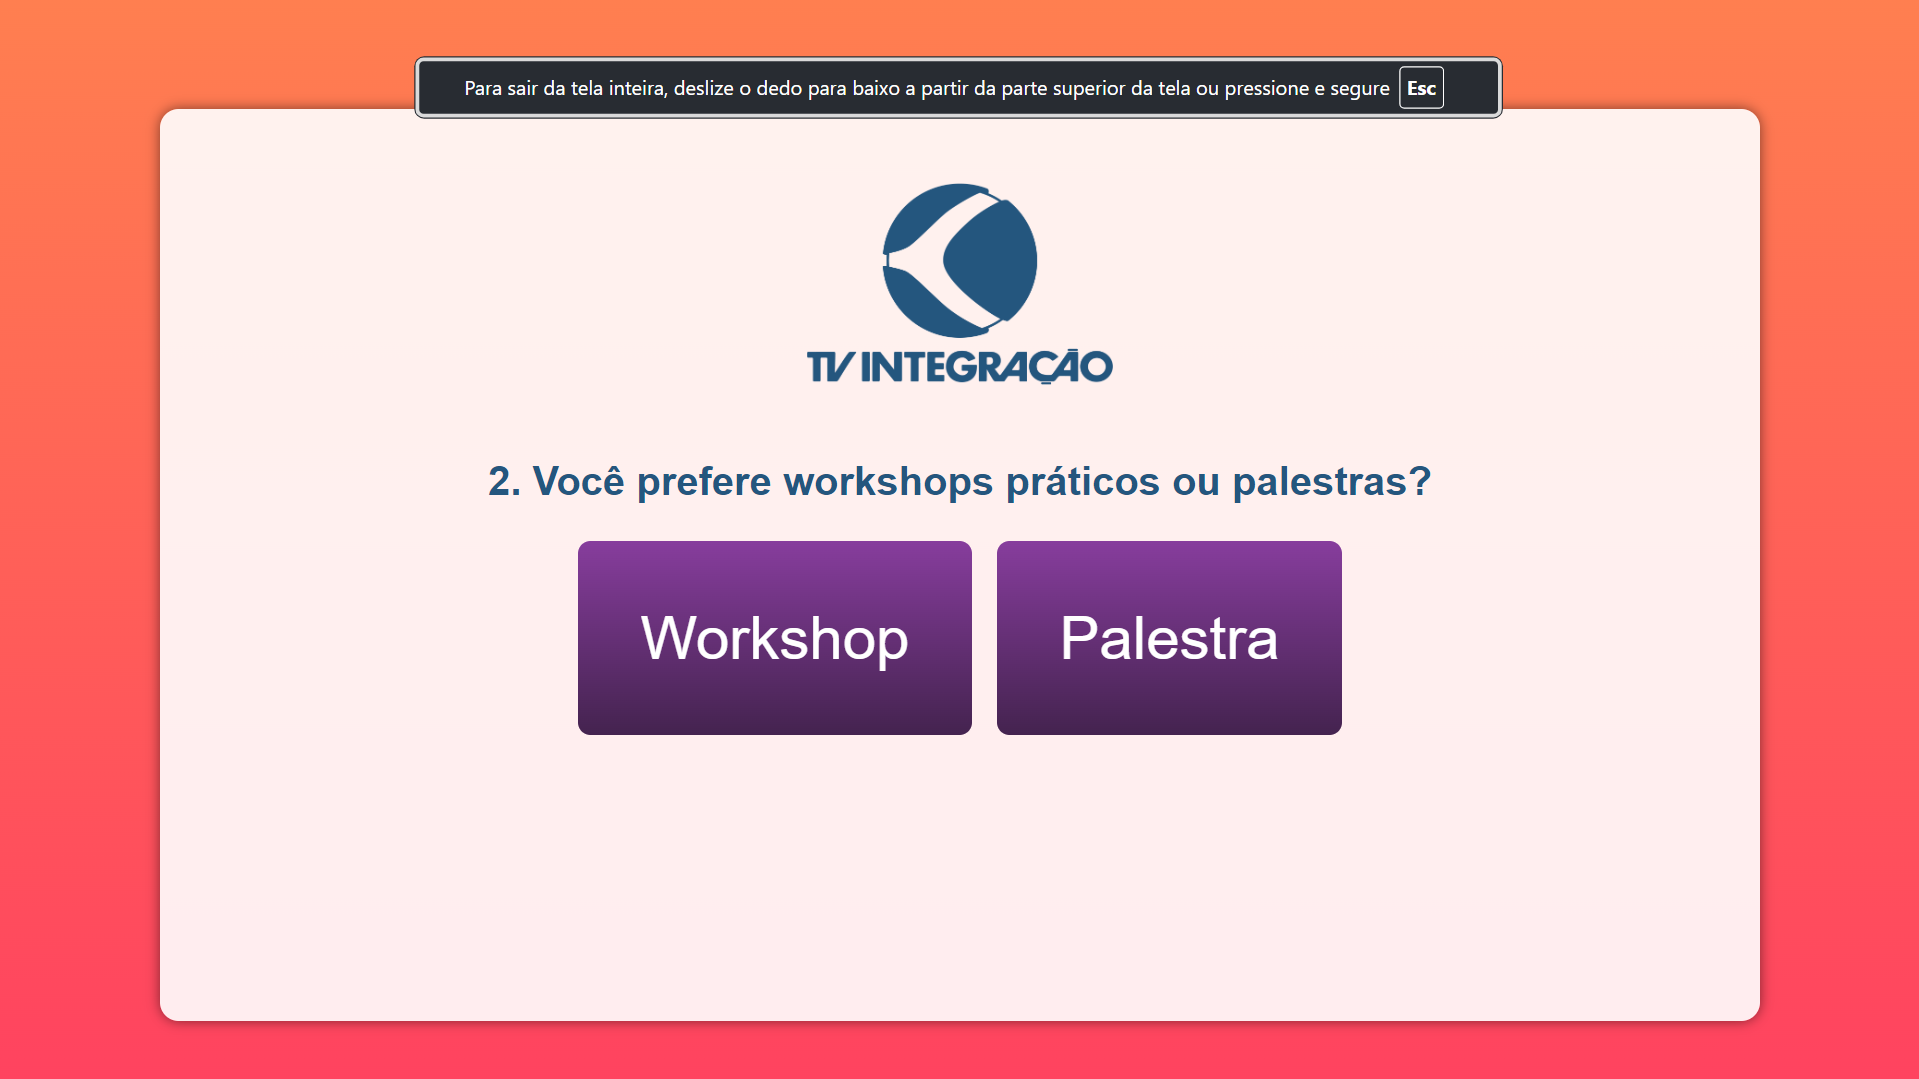 Para sair da tela inteira, deslize o dedo para baixo a partir da parte superior da tela ou pressione e segure Esc
TV INTEGRAÇÃO
2. Você prefere workshops práticos ou palestras?
Workshop Palestra